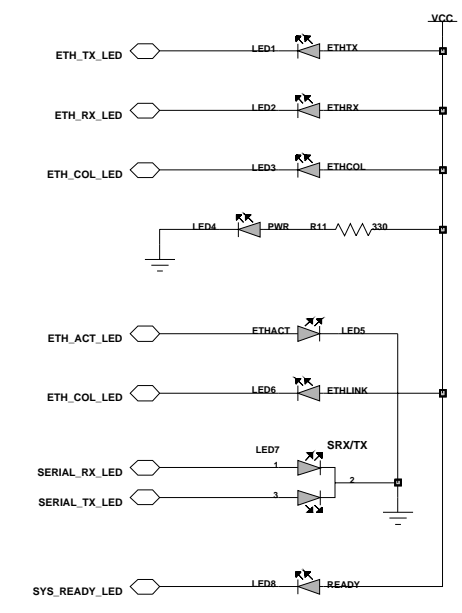 VCC
ETH_TX_LED LED1 ETHTX
ETH_RX_LED LED2 ETHRX
ETH_COL_LED LED3 ETHCOL
LED4 PWR R11 330
ETH_ACT_LED ETHACT LED5
ETH_COL_LED LED6 ETHLINK
LED7 SRX/TX
SERIAL_RX_LED 1
2
SERIAL_TX_LED 3
SYS_READY_LED LED8 READY